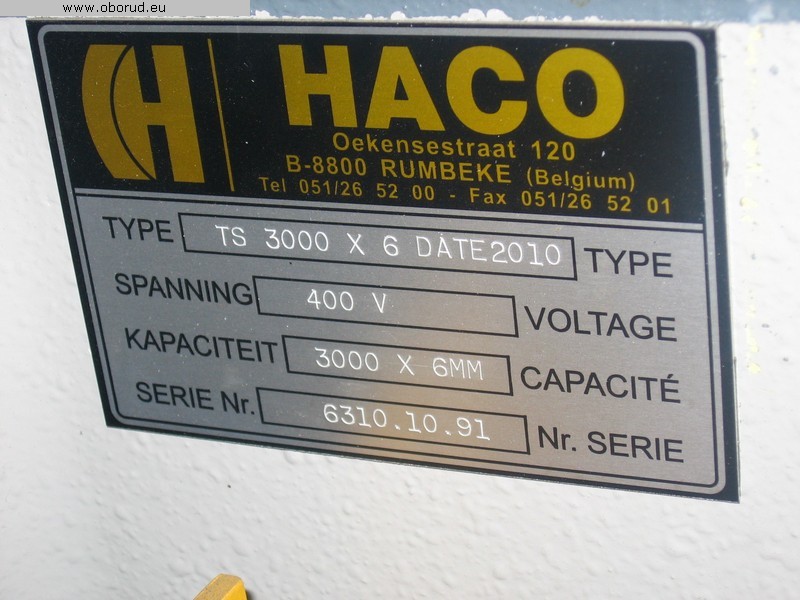 www.oborud.eu
H HACO
Oekensestraat 120
B-8800 RUMBEKE (Belgium)
Tel 051/26 52 00 - Fax 051/26 52 01
TYPE TS 3000 X 6 DATE2010 TYPE
SPANNING 400 V VOLTAGE
KAPACITEIT 3000 X 6MM CAPACITÉ
SERIE Nr. 6310.10.91 Nr. SERIE